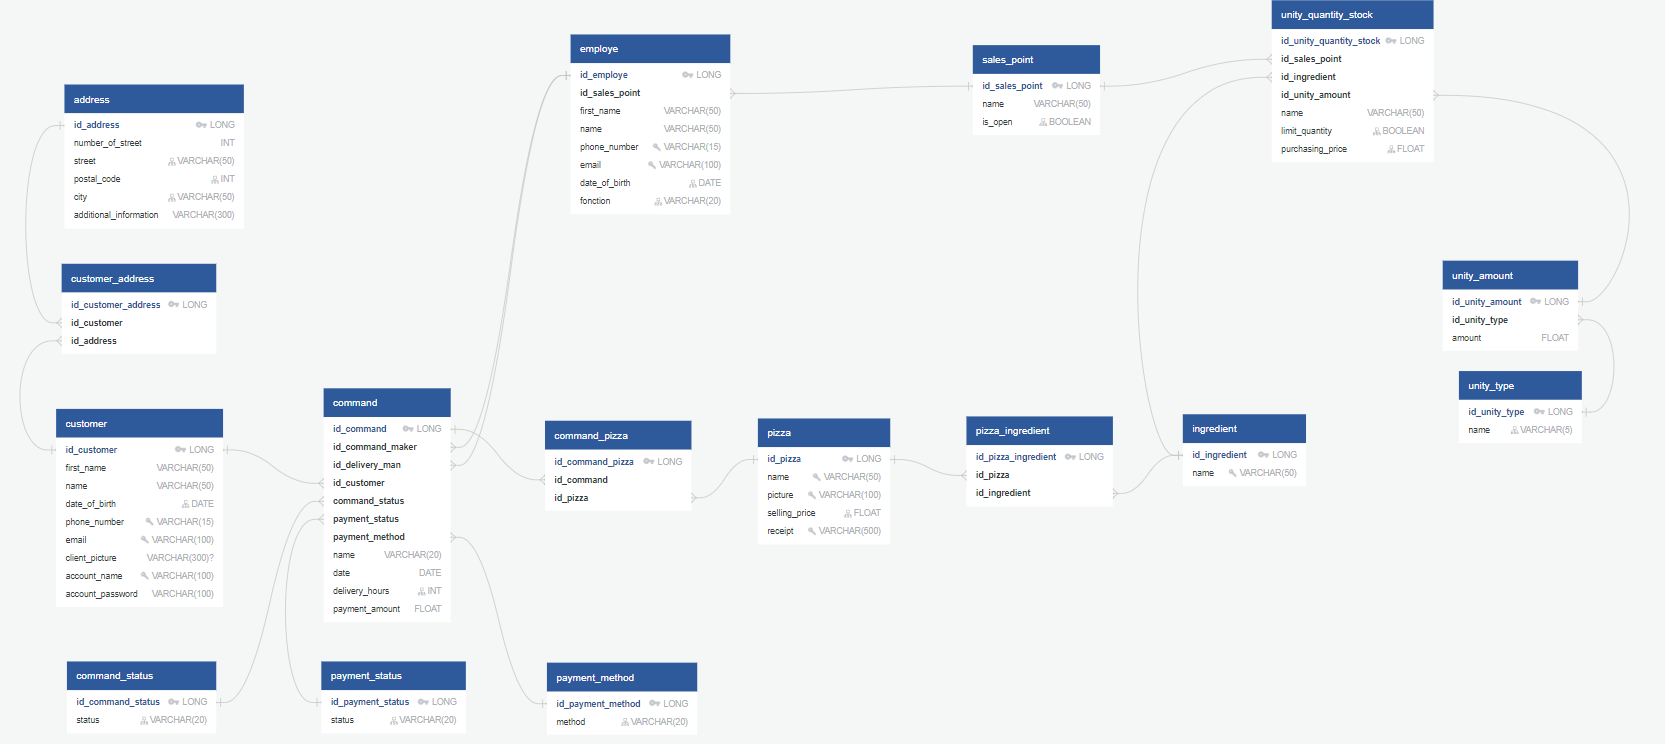 address
id_address LONG
number_of_street INT
street VARCHAR(50)
postal_code INT
city VARCHAR(50)
additional_information VARCHAR(300)
customer_address
id_customer_address LONG
id_customer
id_address
customer
id_customer LONG
first_name VARCHAR(50)
name VARCHAR(50)
date_of_birth DATE
phone_number VARCHAR(15)
email VARCHAR(100)
client_picture VARCHAR(300)?
account_name VARCHAR(100)
account_password VARCHAR(100)
command_status
id_command_status LONG
status VARCHAR(20)
command
id_command LONG
id_command_maker
id_delivery_man
id_customer
command_status
payment_status
payment_method
name VARCHAR(20)
date DATE
delivery_hours INT
payment_amount FLOAT
payment_status
id_payment_status LONG
status VARCHAR(20)
employe
id_employe LONG
id_sales_point
first_name VARCHAR(50)
name VARCHAR(50)
phone_number VARCHAR(15)
email VARCHAR(100)
date_of_birth DATE
fonction VARCHAR(20)
command_pizza
id_command_pizza LONG
id_command
id_pizza
payment_method
id_payment_method LONG
method VARCHAR(20)
pizza
id_pizza LONG
name VARCHAR(50)
picture VARCHAR(100)
selling_price FLOAT
receipt VARCHAR(500)
sales_point
id_sales_point LONG
name VARCHAR(50)
is_open BOOLEAN
pizza_ingredient
id_pizza_ingredient LONG
id_pizza
id_ingredient
ingredient
id_ingredient LONG
name VARCHAR(50)
unity_quantity_stock
id_unity_quantity_stock LONG
id_sales_point
id_ingredient
id_unity_amount
name VARCHAR(50)
limit_quantity BOOLEAN
purchasing_price FLOAT
unity_amount
id_unity_amount LONG
id_unity_type
amount FLOAT
unity_type
id_unity_type LONG
name VARCHAR(5)